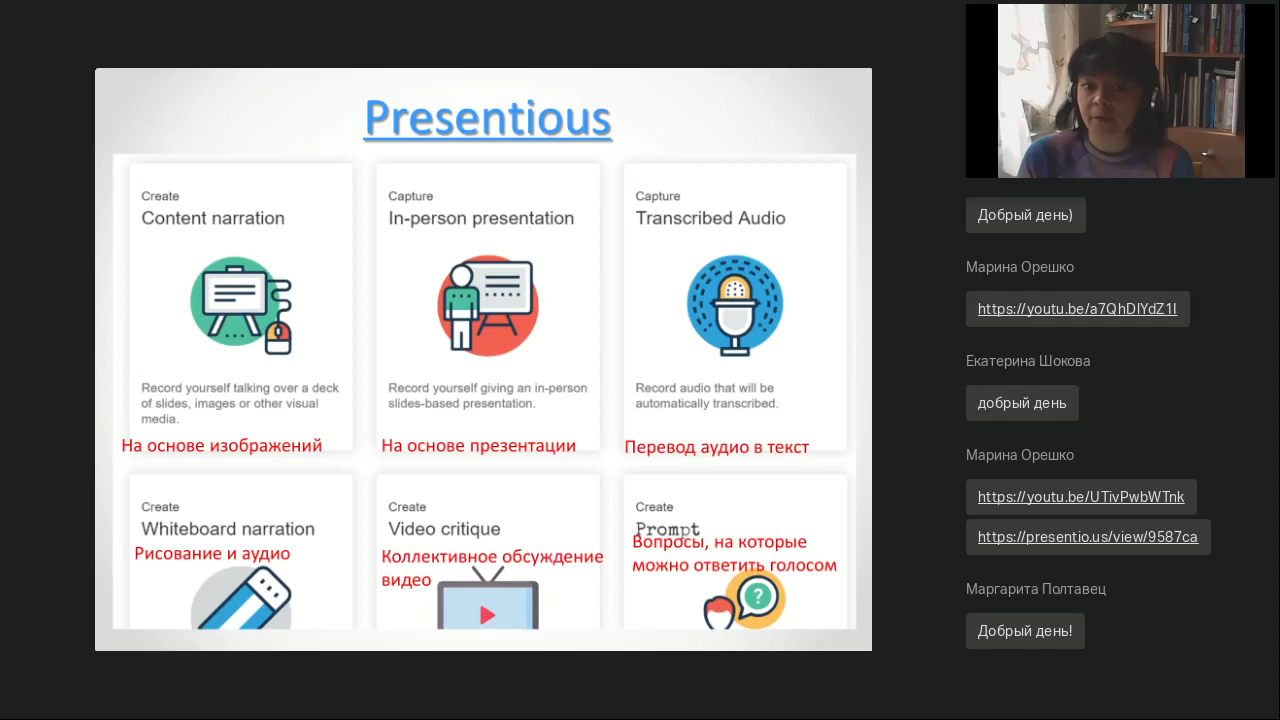 Presentious
Create
Content narration
Record yourself talking over a deck
of slides, images or other visual
media.
На основе изображений
Capture
In-person presentation
Record yourself giving an in-person
slides-based presentation.
На основе презентации
Capture
Transcribed Audio
Record audio that will be
automatically transcribed.
Перевод аудио в текст
Create
Whiteboard narration
Рисование и аудио
Create
Video critique
Коллективное обсуждение
видео
Create
Prompt
Вопросы, на которые
можно ответить голосом
?
Добрый день)
Марина Орешко
https://youtu.be/a7QhDlYdZ1I
Екатерина Шокова
добрый день
Марина Орешко
https://youtu.be/UTivPwbWTnk
https://presentio.us/view/9587ca
Маргарита Полтавец
Добрый день!